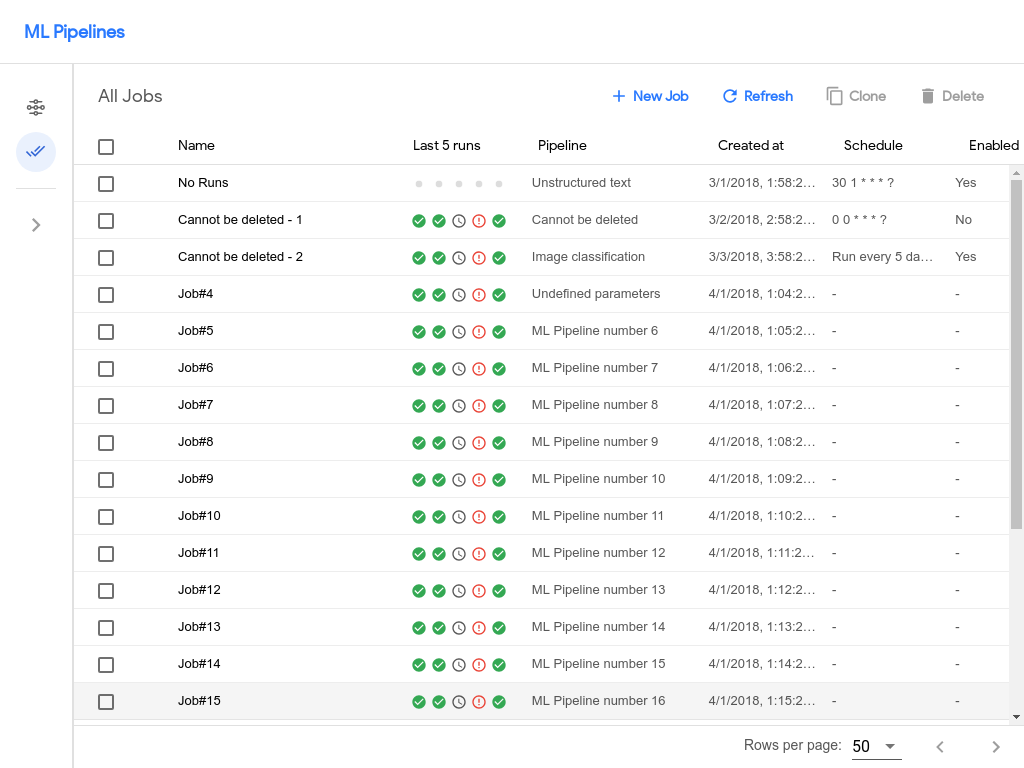 ML Pipelines
All Jobs
New Job Refresh Clone Delete
Name Last 5 runs Pipeline Created at Schedule Enabled
No Runs Unstructured text 3/1/2018, 1:58:2... 30 1 * * * ? Yes
Cannot be deleted - 1 Cannot be deleted 3/2/2018, 2:58:2... 0 0 * * * ? No
Cannot be deleted - 2 Image classification 3/3/2018, 3:58:2... Run every 5 da... Yes
Job#4 Undefined parameters 4/1/2018, 1:04:2... - -
Job#5 ML Pipeline number 6 4/1/2018, 1:05:2... - -
Job#6 ML Pipeline number 7 4/1/2018, 1:06:2... - -
Job#7 ML Pipeline number 8 4/1/2018, 1:07:2... - -
Job#8 ML Pipeline number 9 4/1/2018, 1:08:2... - -
Job#9 ML Pipeline number 10 4/1/2018, 1:09:2... - -
Job#10 ML Pipeline number 11 4/1/2018, 1:10:2... - -
Job#11 ML Pipeline number 12 4/1/2018, 1:11:2... - -
Job#12 ML Pipeline number 13 4/1/2018, 1:12:2... - -
Job#13 ML Pipeline number 14 4/1/2018, 1:13:2... - -
Job#14 ML Pipeline number 15 4/1/2018, 1:14:2... - -
Job#15 ML Pipeline number 16 4/1/2018, 1:15:2... - -
Rows per page: 50